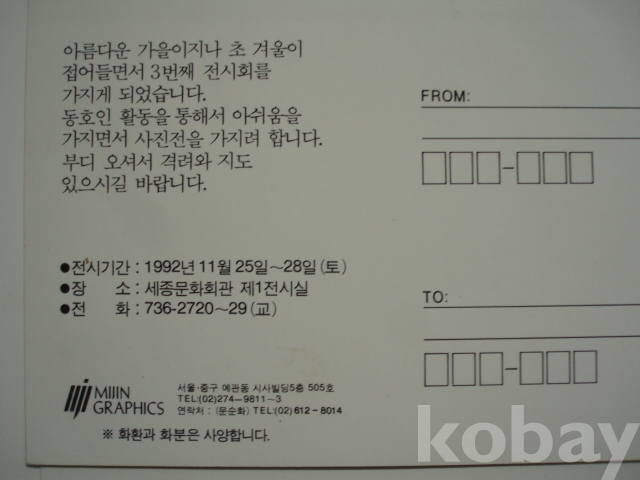 아름다운 가을이지나 초 겨울이
접어들면서 3번째 전시회를
가지게 되었습니다.
동호인 활동을 통해서 아쉬움을
가지면서 사진전을 가지려 합니다.
부디 오셔서 격려와 지도
있으시길 바랍니다.
●전시기간 : 1992년 11월 25일~28일(토)
●장 소 : 세종문화회관 제1전시실
●전 화 : 736-2720~29(교)
MIJIN
GRAPHICS
서울·중구 예관동 시사빌딩5층 505호
TEL:(02)274-9811~3
연락처 : (문순화) TEL:(02)612-8014
※ 화환과 화분은 사양합니다.
FROM:
TO:
kobay